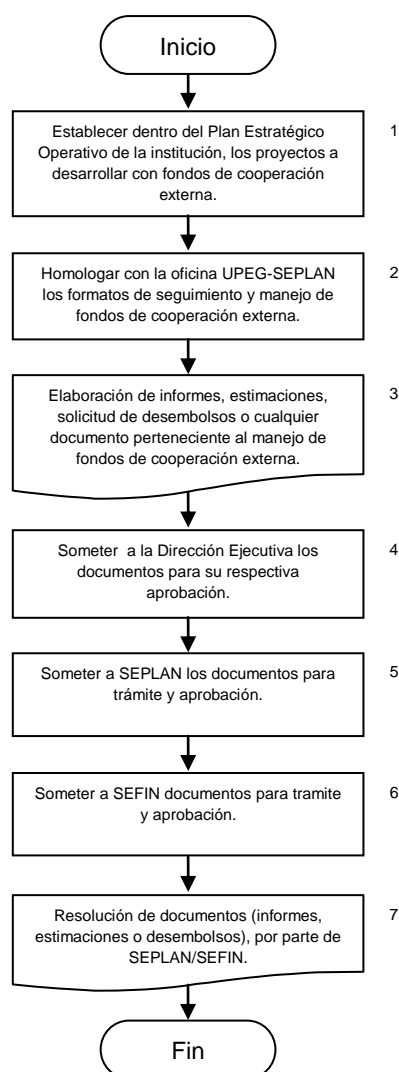 Inicio
Establecer dentro del Plan Estratégico 1
Operativo de la institución, los proyectos a
desarrollar con fondos de cooperación
externa.
Homologar con la oficina UPEG-SEPLAN 2
los formatos de seguimiento y manejo de
fondos de cooperación externa.
Elaboración de informes, estimaciones, 3
solicitud de desembolsos o cualquier
documento perteneciente al manejo de
fondos de cooperación externa.
Someter a la Dirección Ejecutiva los 4
documentos para su respectiva
aprobación.
Someter a SEPLAN los documentos para 5
trámite y aprobación.
Someter a SEFIN documentos para tramite 6
y aprobación.
Resolución de documentos (informes, 7
estimaciones o desembolsos), por parte de
SEPLAN/SEFIN.
Fin